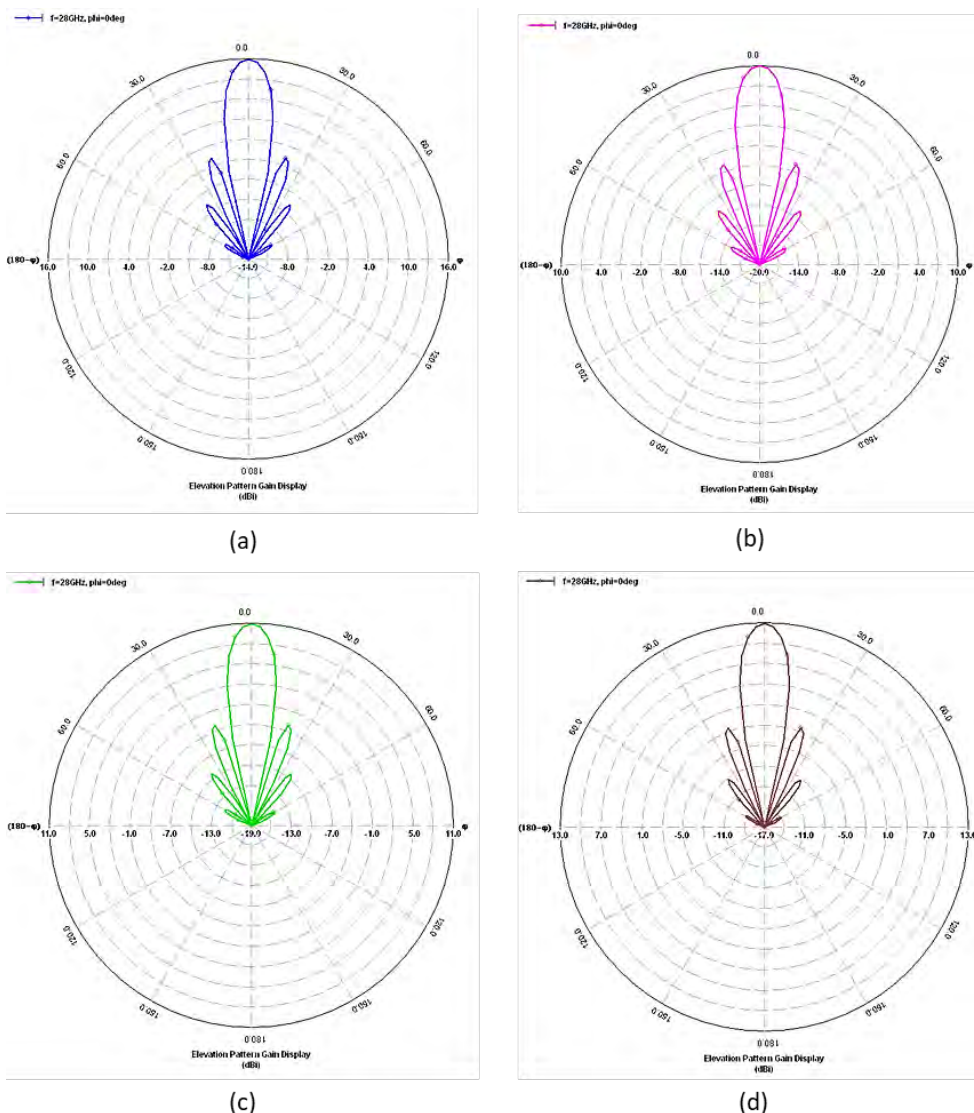 f=28GHz, phi=0deg
0.0
30.0 30.0
60.0 60.0
(180-φ) φ
16.0 10.0 4.0 -2.0 -8.0 -14.9 -8.0 -2.0 4.0 10.0 16.0
120.0 120.0
150.0 150.0
180.0
Elevation Pattern Gain Display
(dBi)
(a)
f=28GHz, phi=0deg
0.0
30.0 30.0
60.0 60.0
(180-φ) φ
10.0 4.0 -2.0 -8.0 -14.0 -20.9 -14.0 -8.0 -2.0 4.0 10.0
120.0 120.0
150.0 150.0
180.0
Elevation Pattern Gain Display
(dBi)
(b)
f=28GHz, phi=0deg
0.0
30.0 30.0
60.0 60.0
(180-φ) φ
11.0 5.0 -1.0 -7.0 -13.0 -19.0 -13.0 -7.0 -1.0 5.0 11.0
120.0 120.0
150.0 150.0
180.0
Elevation Pattern Gain Display
(dBi)
(c)
f=28GHz, phi=0deg
0.0
30.0 30.0
60.0 60.0
(180-φ)
13.0 7.0 1.0 -5.0 -11.0 -17.9 -11.0 -5.0 1.0 7.0
120.0 120.0
150.0 150.0
180.0
Elevation Pattern Gain Display
(dBi)
(d)